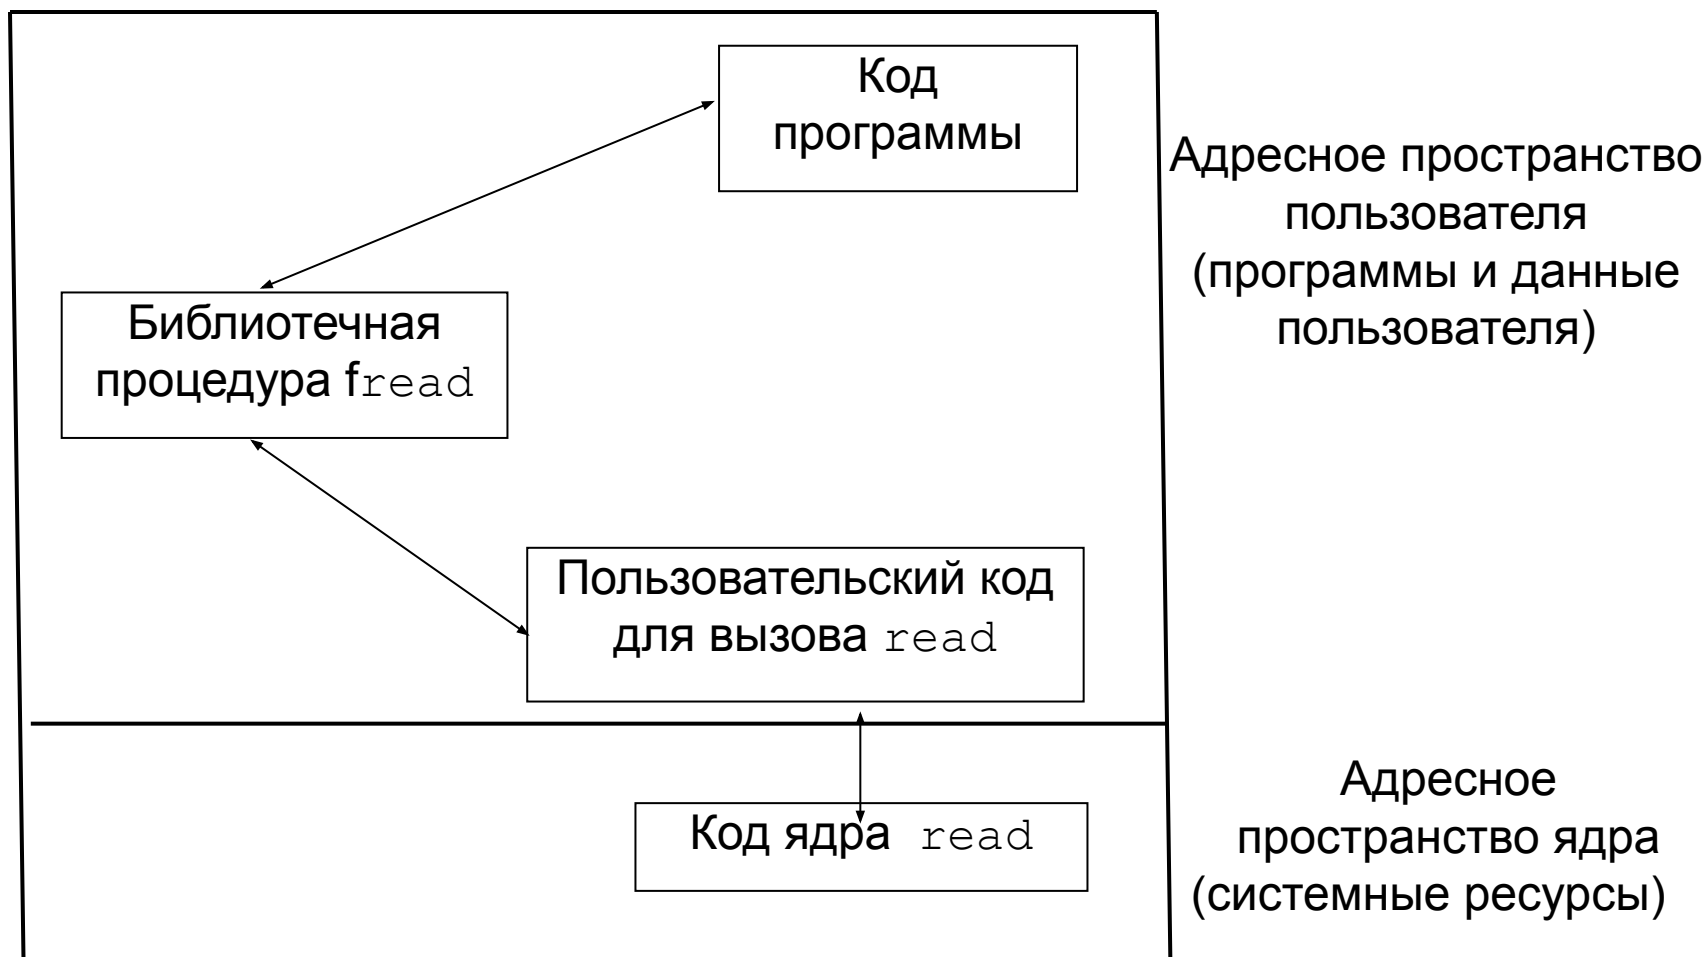 Код
программы
Адресное пространство
пользователя
(программы и данные
пользователя)
Библиотечная
процедура fread
Пользовательский код
для вызова read
Код ядра read
Адресное
пространство ядра
(системные ресурсы)